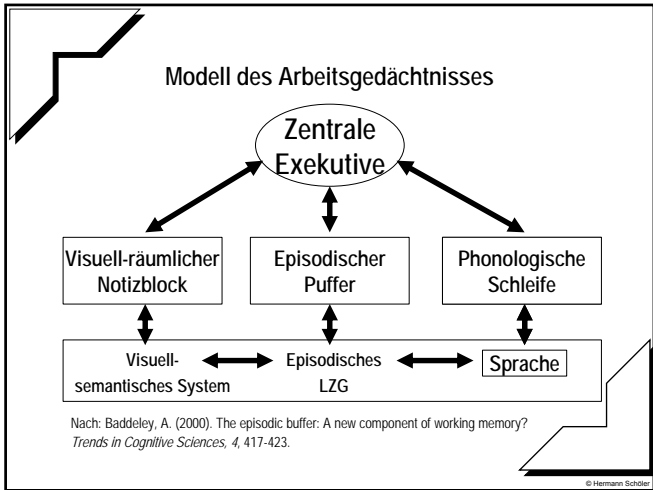 Modell des Arbeitsgedächtnisses
Zentrale
Exekutive
Visuell-räumlicher
Notizblock
Episodischer
Puffer
Phonologische
Schleife
Visuell-
semantisches System
Episodisches
LZG
Sprache
Nach: Baddeley, A. (2000). The episodic buffer: A new component of working memory?
Trends in Cognitive Sciences, 4, 417-423.
© Hermann Schöler